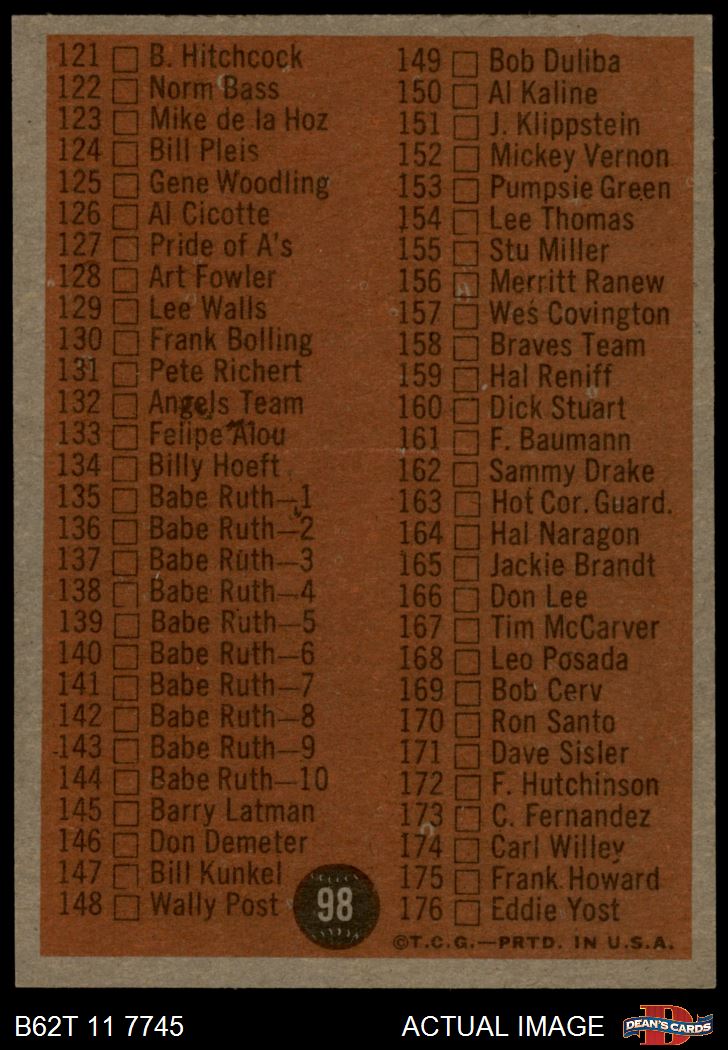 121 B. Hitchcock
122 Norm Bass
123 Mike de la Hoz
124 Bill Pleis
125 Gene Woodling
126 Al Cicotte
127 Pride of A's
128 Art Fowler
129 Lee Walls
130 Frank Bolling
131 Pete Richert
132 Angels Team
133 Felipe Alou
134 Billy Hoeft
135 Babe Ruth—1
136 Babe Ruth—2
137 Babe Ruth—3
138 Babe Ruth—4
139 Babe Ruth—5
140 Babe Ruth—6
141 Babe Ruth—7
142 Babe Ruth—8
143 Babe Ruth—9
144 Babe Ruth—10
145 Barry Latman
146 Don Demeter
147 Bill Kunkel
148 Wally Post
149 Bob Duliba
150 Al Kaline
151 J. Klippstein
152 Mickey Vernon
153 Pumpsie Green
154 Lee Thomas
155 Stu Miller
156 Merritt Ranew
157 Wes Covington
158 Braves Team
159 Hal Reniff
160 Dick Stuart
161 F. Baumann
162 Sammy Drake
163 Hot Cor. Guard.
164 Hal Naragon
165 Jackie Brandt
166 Don Lee
167 Tim McCarver
168 Leo Posada
169 Bob Cerv
170 Ron Santo
171 Dave Sisler
172 F. Hutchinson
173 C. Fernandez
174 Carl Willey
175 Frank Howard
176 Eddie Yost
98
©T.C.G.—PRTD. IN U.S.A.
B62T 11 7745
ACTUAL IMAGE
D
DEAN'S CARDS